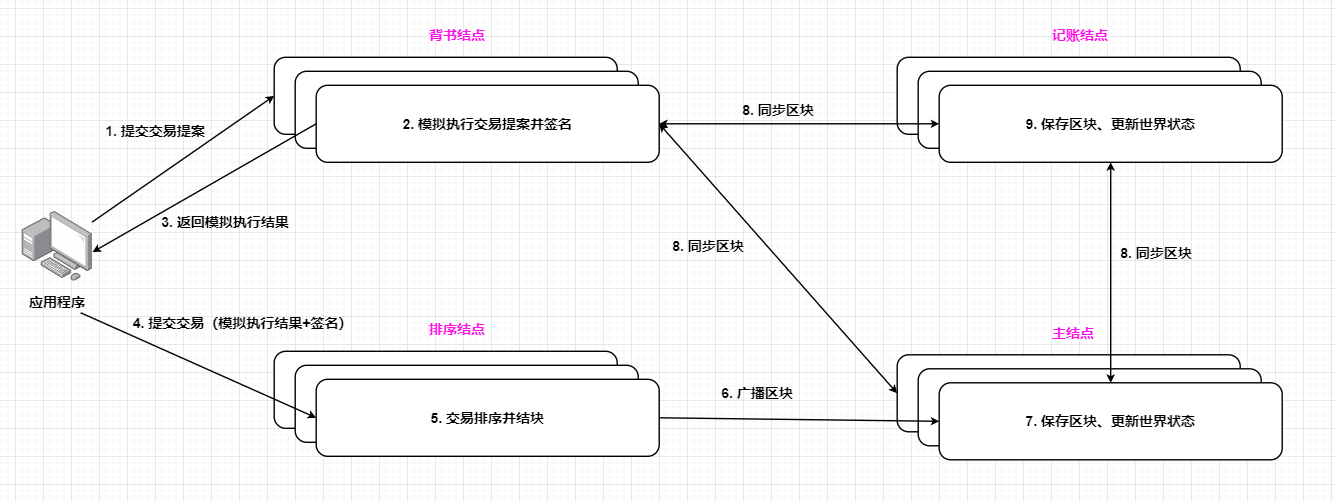 背书结点
记账结点
1. 提交交易提案
2. 模拟执行交易提案并签名
8. 同步区块
9. 保存区块、更新世界状态
3. 返回模拟执行结果
8. 同步区块
8. 同步区块
应用程序
4. 提交交易（模拟执行结果+签名）
排序结点
主结点
6. 广播区块
5. 交易排序并结块
7. 保存区块、更新世界状态